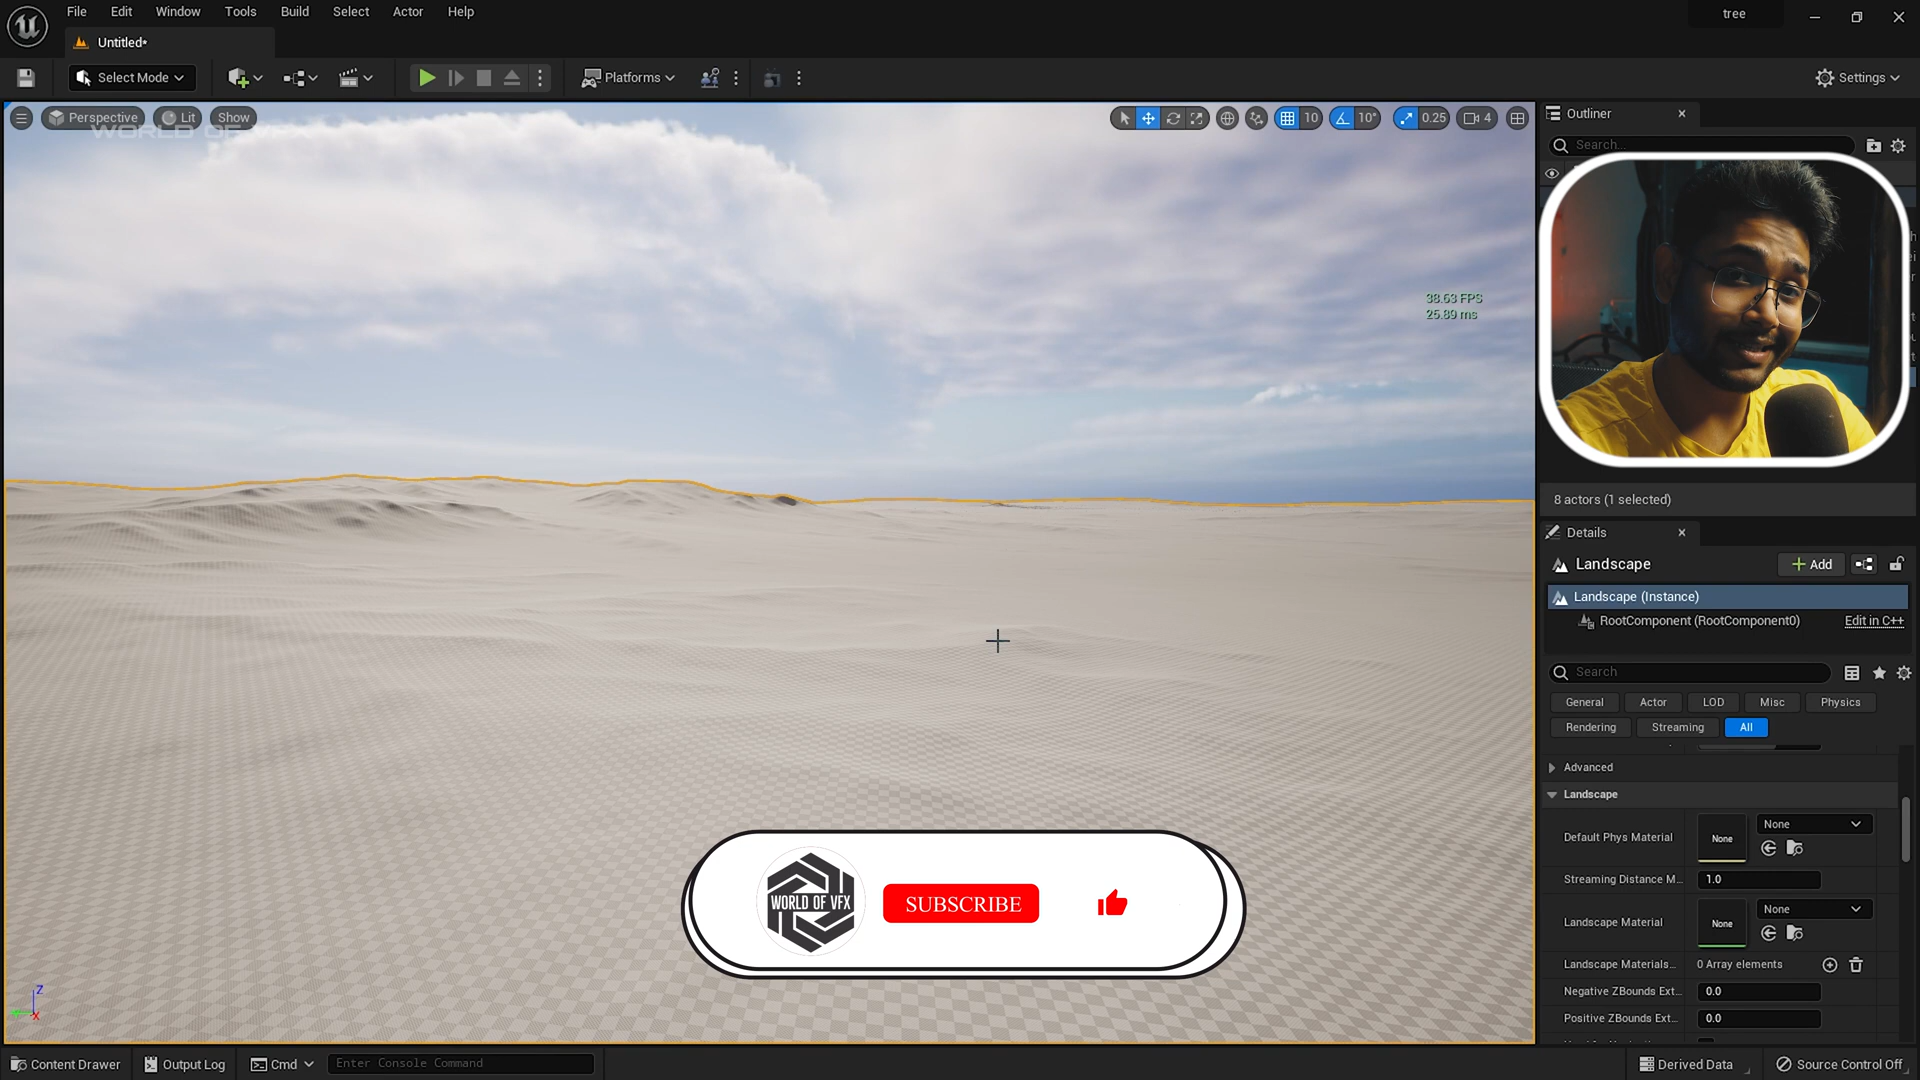 File Edit Window Tools Build Select Actor Help
tree
Untitled*
Select Mode
Platforms
Settings
Perspective Lit Show
WORLD OF VFX
10 10° 0.25 4
Outliner
Search...
38.63 FPS
25.89 ms
8 actors (1 selected)
Details
Landscape
Add
Landscape (Instance)
RootComponent (RootComponent0) Edit in C++
Search
General Actor LOD Misc Physics
Rendering Streaming All
Advanced
Landscape
Default Phys Material None None
Streaming Distance M... 1.0
Landscape Material None None
Landscape Materials... 0 Array elements
Negative ZBounds Ext... 0.0
Positive ZBounds Ext... 0.0
WORLD OF VFX
SUBSCRIBE
Z
X
Content Drawer Output Log Cmd Enter Console Command
Derived Data Source Control Off